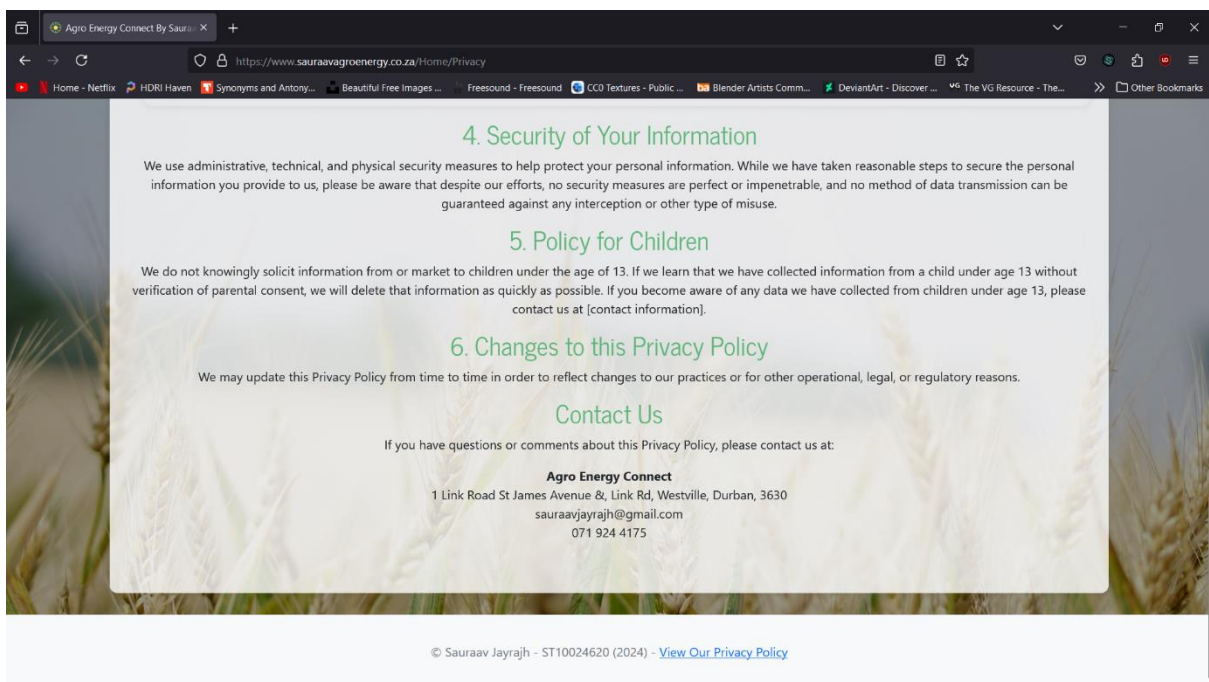 Agro Energy Connect By Saura
https://www.sauraavagroenergy.co.za/Home/Privacy
Home - Netflix HDRI Haven Synonyms and Antony... Beautiful Free Images ... Freesound - Freesound CC0 Textures - Public ... Blender Artists Comm... DeviantArt - Discover ... VG The VG Resource - The... Other Bookmarks
4. Security of Your Information
We use administrative, technical, and physical security measures to help protect your personal information. While we have taken reasonable steps to secure the personal
information you provide to us, please be aware that despite our efforts, no security measures are perfect or impenetrable, and no method of data transmission can be
guaranteed against any interception or other type of misuse.
5. Policy for Children
We do not knowingly solicit information from or market to children under the age of 13. If we learn that we have collected information from a child under age 13 without
verification of parental consent, we will delete that information as quickly as possible. If you become aware of any data we have collected from children under age 13, please
contact us at [contact information].
6. Changes to this Privacy Policy
We may update this Privacy Policy from time to time in order to reflect changes to our practices or for other operational, legal, or regulatory reasons.
Contact Us
If you have questions or comments about this Privacy Policy, please contact us at:
Agro Energy Connect
1 Link Road St James Avenue &, Link Rd, Westville, Durban, 3630
sauraavjayrajh@gmail.com
071 924 4175
© Sauraav Jayrajh - ST10024620 (2024) - View Our Privacy Policy